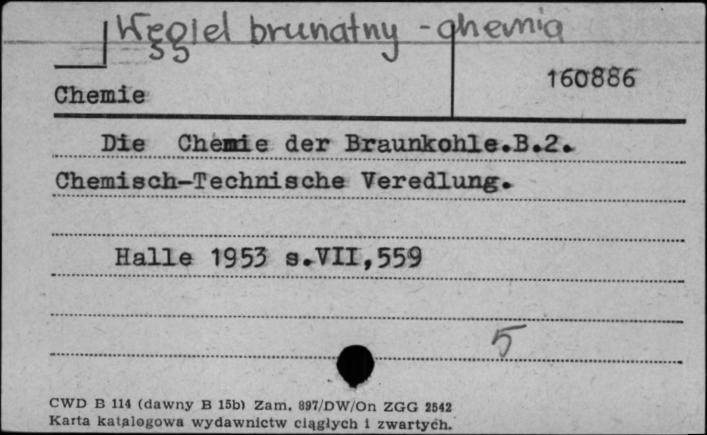 Węgiel brunatny - chemia
160886
Chemie
Die Chemie der Braunkohle.B.2.
Chemisch-Technische Veredlung.
Halle 1953 s.VII,559
5
CWD B 114 (dawny B 15b) Zam. 897/DW/On ZGG 2542
Karta katalogowa wydawnictw ciągłych i zwartych.